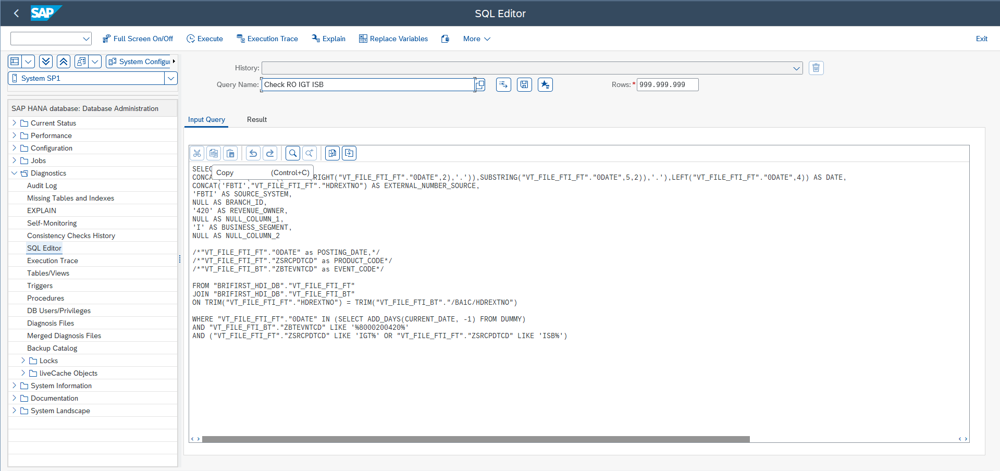 SAP
SQL Editor
Full Screen On/Off
Execute
Execution Trace
Explain
Replace Variables
More
Exit
System Configur
System SP1
History:
Query Name:
Check RO IGT ISB
Rows:*
999.999.999
SAP HANA database: Database Administration
Current Status
Performance
Configuration
Jobs
Diagnostics
Audit Log
Missing Tables and Indexes
EXPLAIN
Self-Monitoring
Consistency Checks History
SQL Editor
Execution Trace
Tables/Views
Triggers
Procedures
DB Users/Privileges
Diagnosis Files
Merged Diagnosis Files
Backup Catalog
Locks
liveCache Objects
System Information
Documentation
System Landscape
Input Query
Result
Copy (Control+C)
RIGHT("VT_FILE_FTI_FT"."0DATE",2),'.')),SUBSTRING("VT_FILE_FTI_FT"."0DATE",5,2)),'.'),LEFT("VT_FILE_FTI_FT"."0DATE",4)) AS DATE,
CONCAT('FBTI',"VT_FILE_FTI_FT"."HDREXTNO") AS EXTERNAL_NUMBER_SOURCE,
'FBTI' AS SOURCE_SYSTEM,
NULL AS BRANCH_ID,
'420' AS REVENUE_OWNER,
NULL AS NULL_COLUMN_1,
'I' AS BUSINESS_SEGMENT,
NULL AS NULL_COLUMN_2
/*"VT_FILE_FTI_FT"."0DATE" as POSTING_DATE,*/
/*"VT_FILE_FTI_FT"."ZSRCPDTCD" as PRODUCT_CODE*/
/*"VT_FILE_FTI_BT"."ZBTEVNTCD" as EVENT_CODE*/
FROM "BRIFIRST_HDI_DB"."VT_FILE_FTI_FT"
JOIN "BRIFIRST_HDI_DB"."VT_FILE_FTI_BT"
ON TRIM("VT_FILE_FTI_FT"."HDREXTNO") = TRIM("VT_FILE_FTI_BT"."/BA1C/HDREXTNO")
WHERE "VT_FILE_FTI_FT"."0DATE" IN (SELECT ADD_DAYS(CURRENT_DATE, -1) FROM DUMMY)
AND "VT_FILE_FTI_BT"."ZBTEVNTCD" LIKE '%8000200420%'
AND ("VT_FILE_FTI_FT"."ZSRCPDTCD" LIKE 'IGT%' OR "VT_FILE_FTI_FT"."ZSRCPDTCD" LIKE 'ISB%')